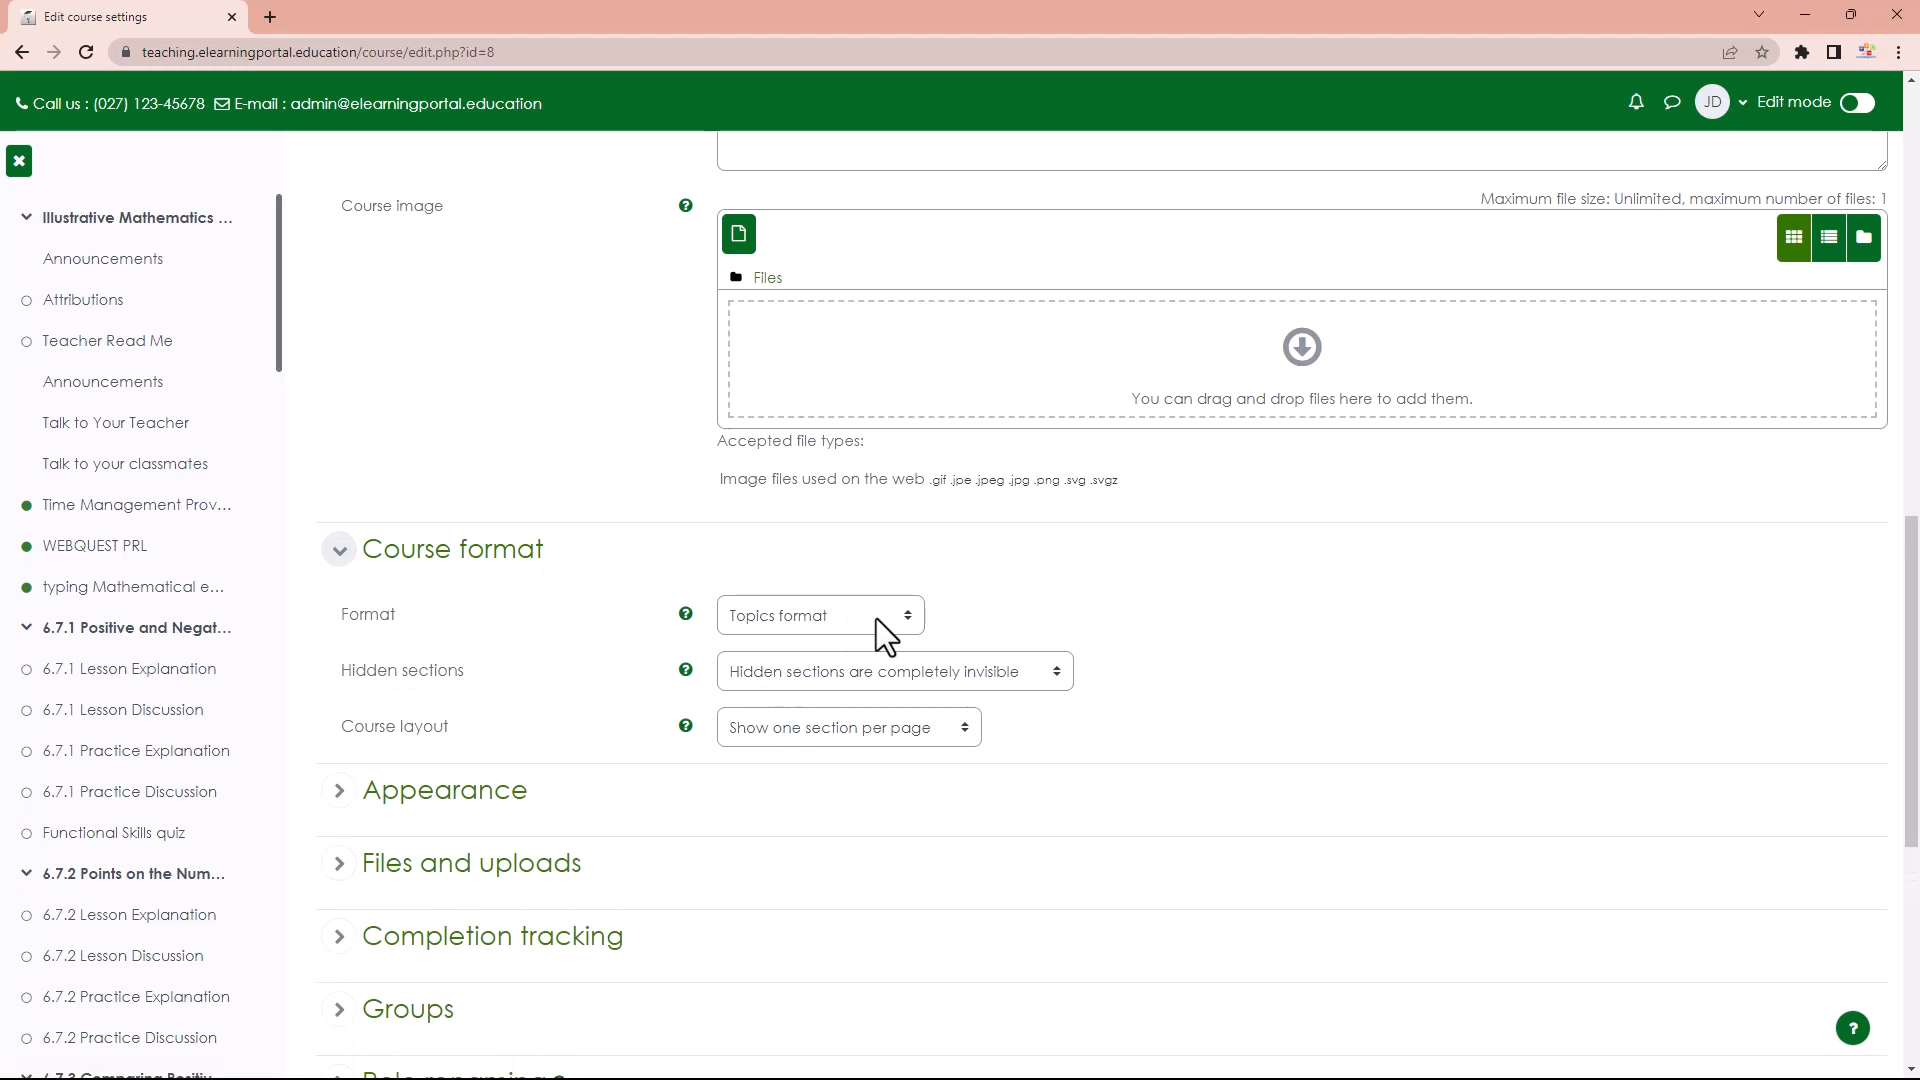 Edit course settings
teaching.elearningportal.education/course/edit.php?id=8
Call us : (027) 123-45678 E-mail : admin@elearningportal.education
JD Edit mode
Illustrative Mathematics ...
Announcements
Attributions
Teacher Read Me
Announcements
Talk to Your Teacher
Talk to your classmates
Time Management Prov...
WEBQUEST PRL
typing Mathematical e...
6.7.1 Positive and Negat...
6.7.1 Lesson Explanation
6.7.1 Lesson Discussion
6.7.1 Practice Explanation
6.7.1 Practice Discussion
Functional Skills quiz
6.7.2 Points on the Num...
6.7.2 Lesson Explanation
6.7.2 Lesson Discussion
6.7.2 Practice Explanation
6.7.2 Practice Discussion
6.7.3 Comparing Positiv...
Course image
Maximum file size: Unlimited, maximum number of files: 1
Files
You can drag and drop files here to add them.
Accepted file types:
Image files used on the web .gif .jpe .jpeg .jpg .png .svg .svgz
Course format
Format Topics format
Hidden sections Hidden sections are completely invisible
Course layout Show one section per page
Appearance
Files and uploads
Completion tracking
Groups
Role renaming